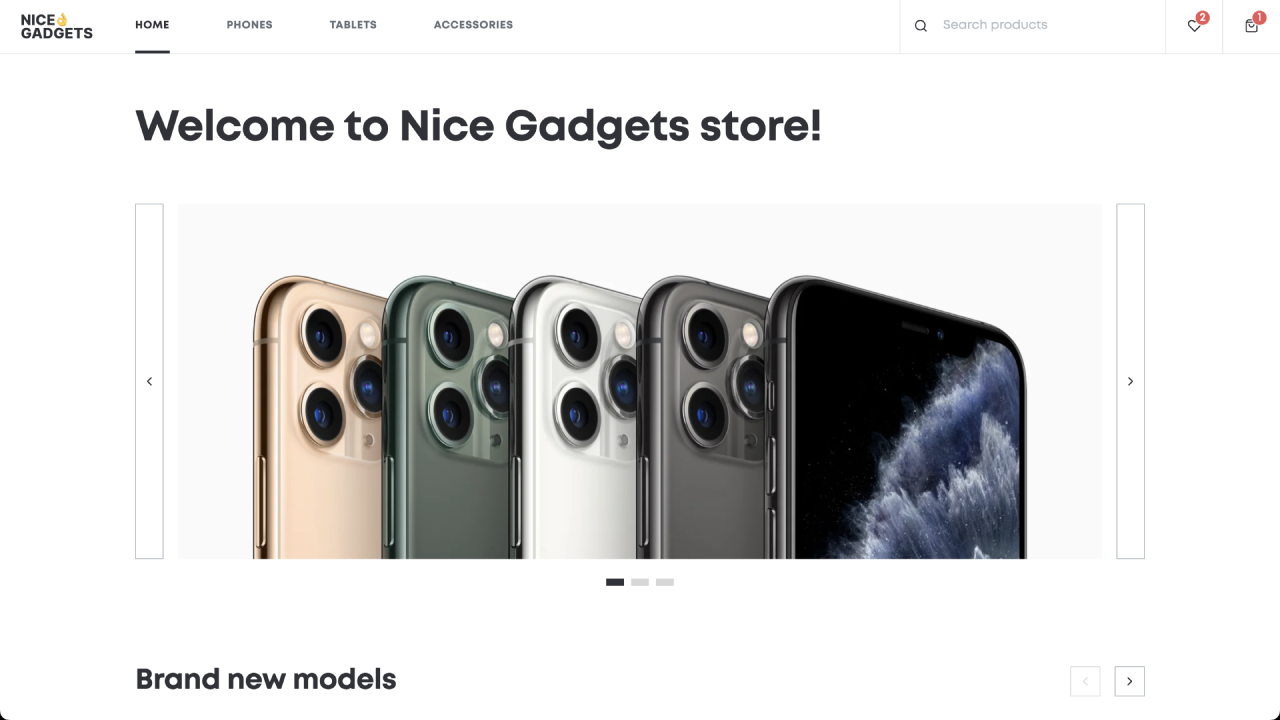 NICE👌
GADGETS
HOME
PHONES
TABLETS
ACCESSORIES
Search products
2
1
Welcome to Nice Gadgets store!
Brand new models